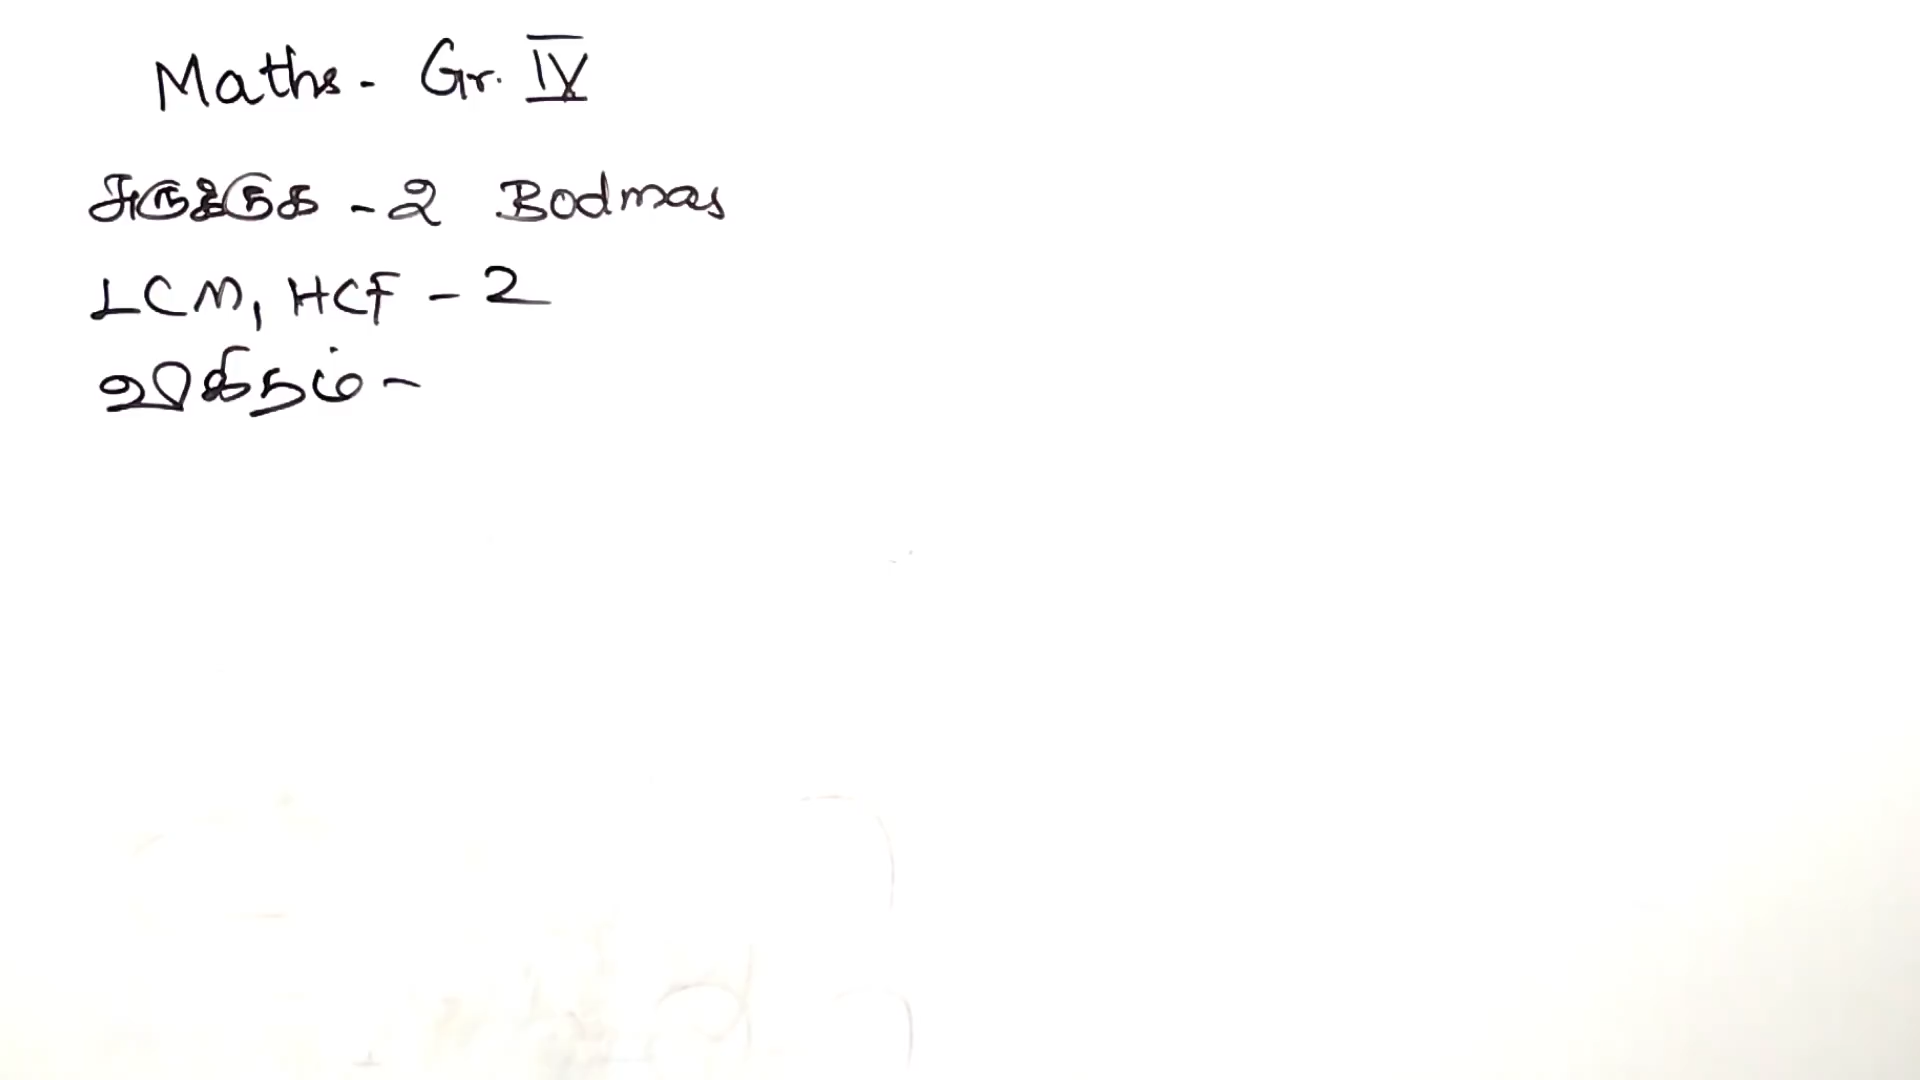 Maths - Gr. IV
சுருக்குக - 2 Bodmas
LCM, HCF - 2
விகிதம் -